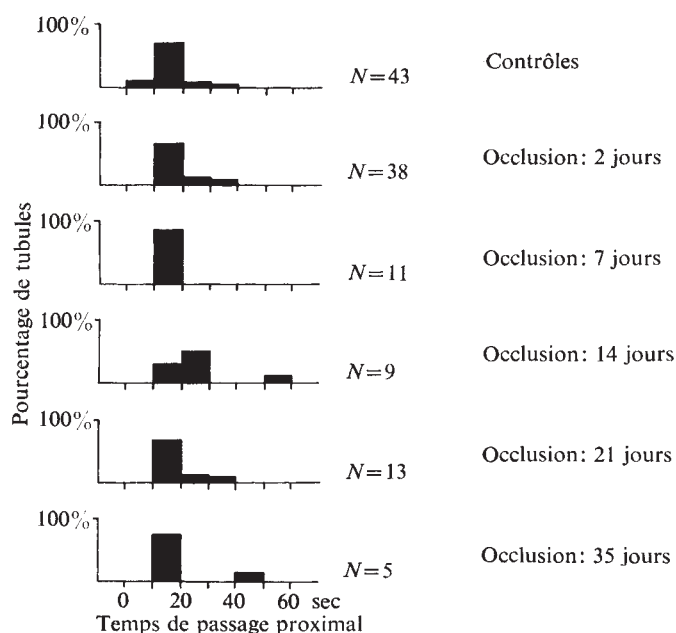 Pourcentage de tubules
100%
N=43
Contrôles
100%
N=38
Occlusion: 2 jours
100%
N=11
Occlusion: 7 jours
100%
N=9
Occlusion: 14 jours
100%
N=13
Occlusion: 21 jours
100%
N=5
Occlusion: 35 jours
0 20 40 60 sec
Temps de passage proximal